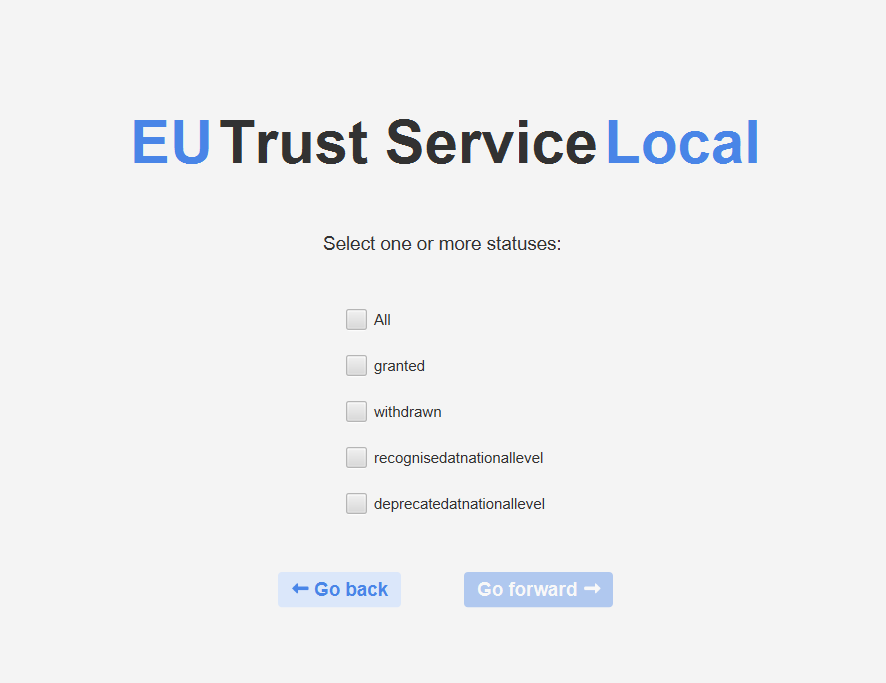 EU Trust Service Local
Select one or more statuses:
All
granted
withdrawn
recognisedatnationallevel
deprecatedatnationallevel
← Go back
Go forward →